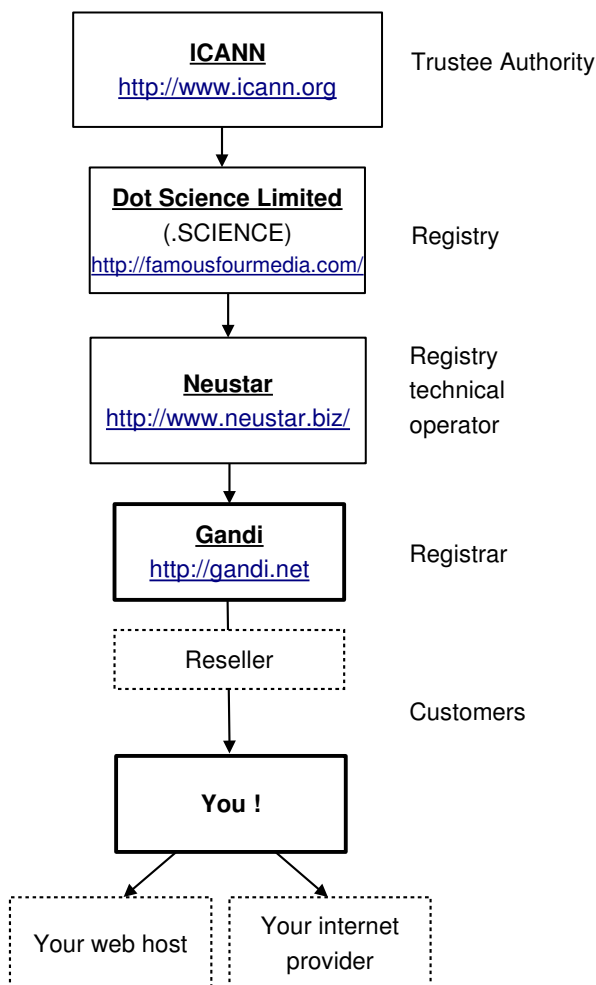 ICANN
http://www.icann.org
Trustee Authority
Dot Science Limited
(.SCIENCE)
http://famousfourmedia.com/
Registry
Neustar
http://www.neustar.biz/
Registry
technical
operator
Gandi
http://gandi.net
Registrar
Reseller
Customers
You !
Your web host
Your internet
provider